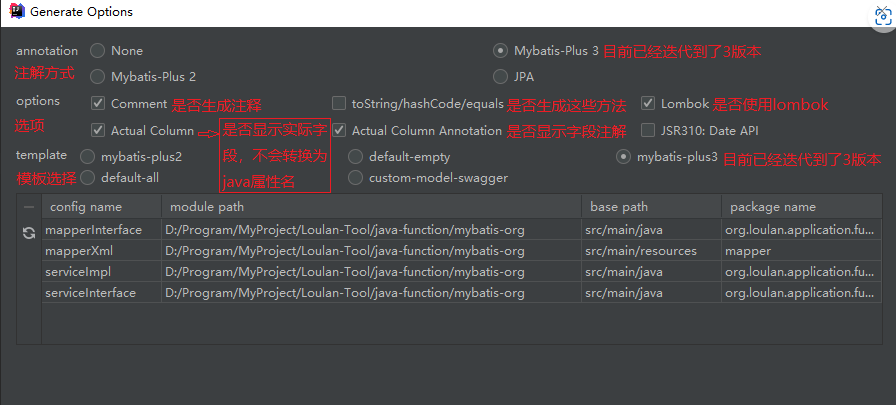 Generate Options
annotation None Mybatis-Plus 3 目前已经迭代到了3版本
注解方式 Mybatis-Plus 2 JPA
options Comment 是否生成注释 toString/hashCode/equals 是否生成这些方法 Lombok 是否使用lombok
选项 Actual Column 是否显示实际字 Actual Column Annotation 是否显示字段注解 JSR310: Date API
template mybatis-plus2 段，不会转换为 default-empty mybatis-plus3 目前已经迭代到了3版本
模板选择 default-all java属性名 custom-model-swagger
config name module path base path package name
mapperInterface D:/Program/MyProject/Loulan-Tool/java-function/mybatis-org src/main/java org.loulan.application.fu...
mapperXml D:/Program/MyProject/Loulan-Tool/java-function/mybatis-org src/main/resources mapper
serviceImpl D:/Program/MyProject/Loulan-Tool/java-function/mybatis-org src/main/java org.loulan.application.fu...
serviceInterface D:/Program/MyProject/Loulan-Tool/java-function/mybatis-org src/main/java org.loulan.application.fu...